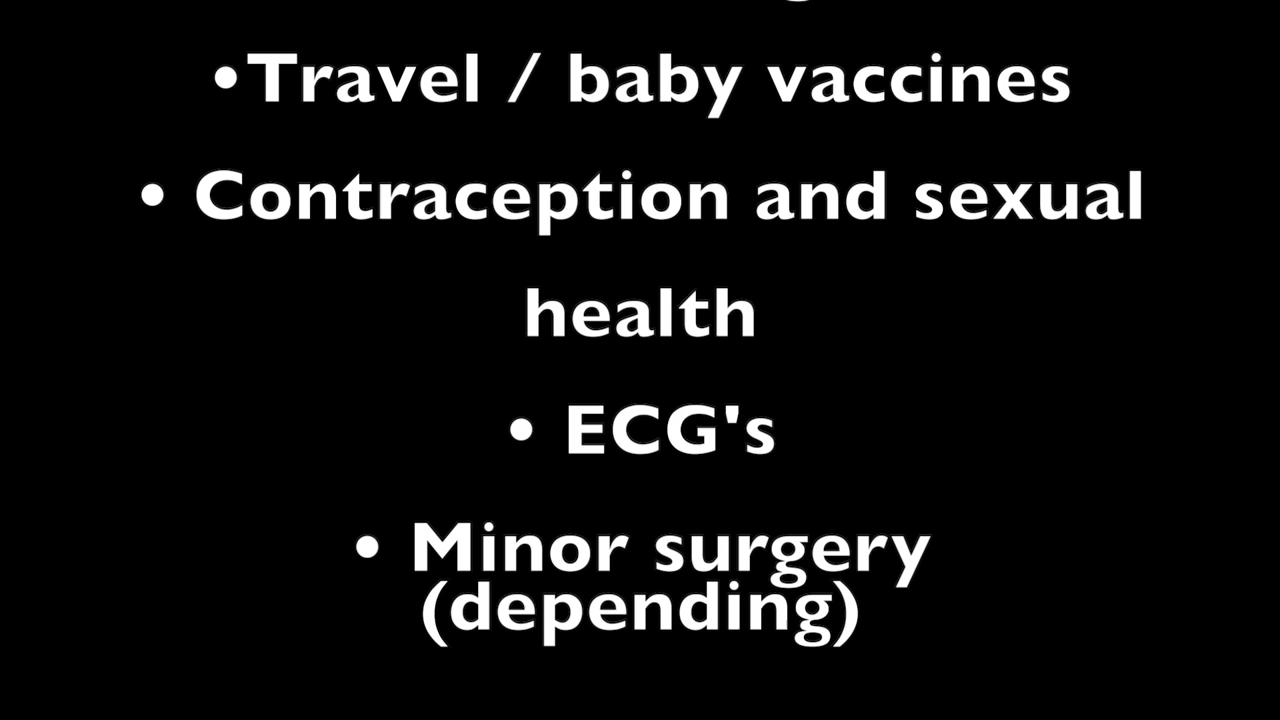 •Travel / baby vaccines
• Contraception and sexual
health
• ECG's
• Minor surgery
(depending)